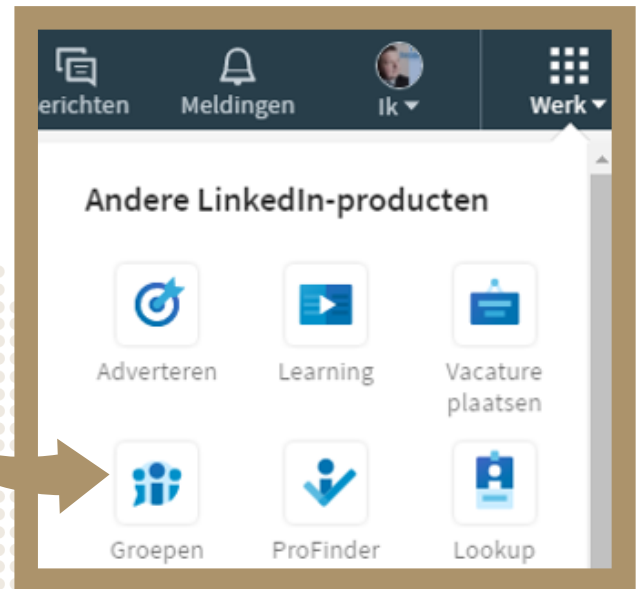 erichten Meldingen Ik Werk
Andere LinkedIn-producten
Adverteren Learning Vacature plaatsen
Groepen ProFinder Lookup